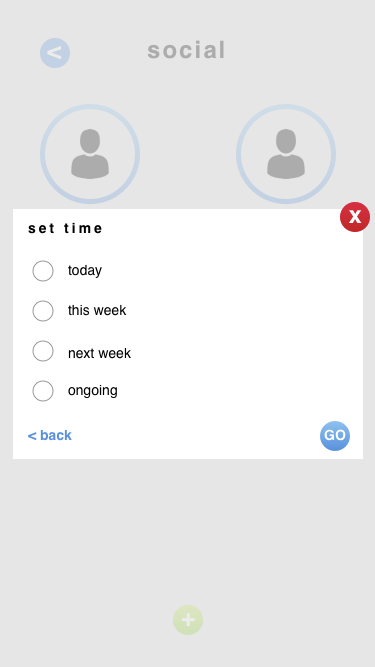 < social
X
set time
today
this week
next week
ongoing
< back GO
+